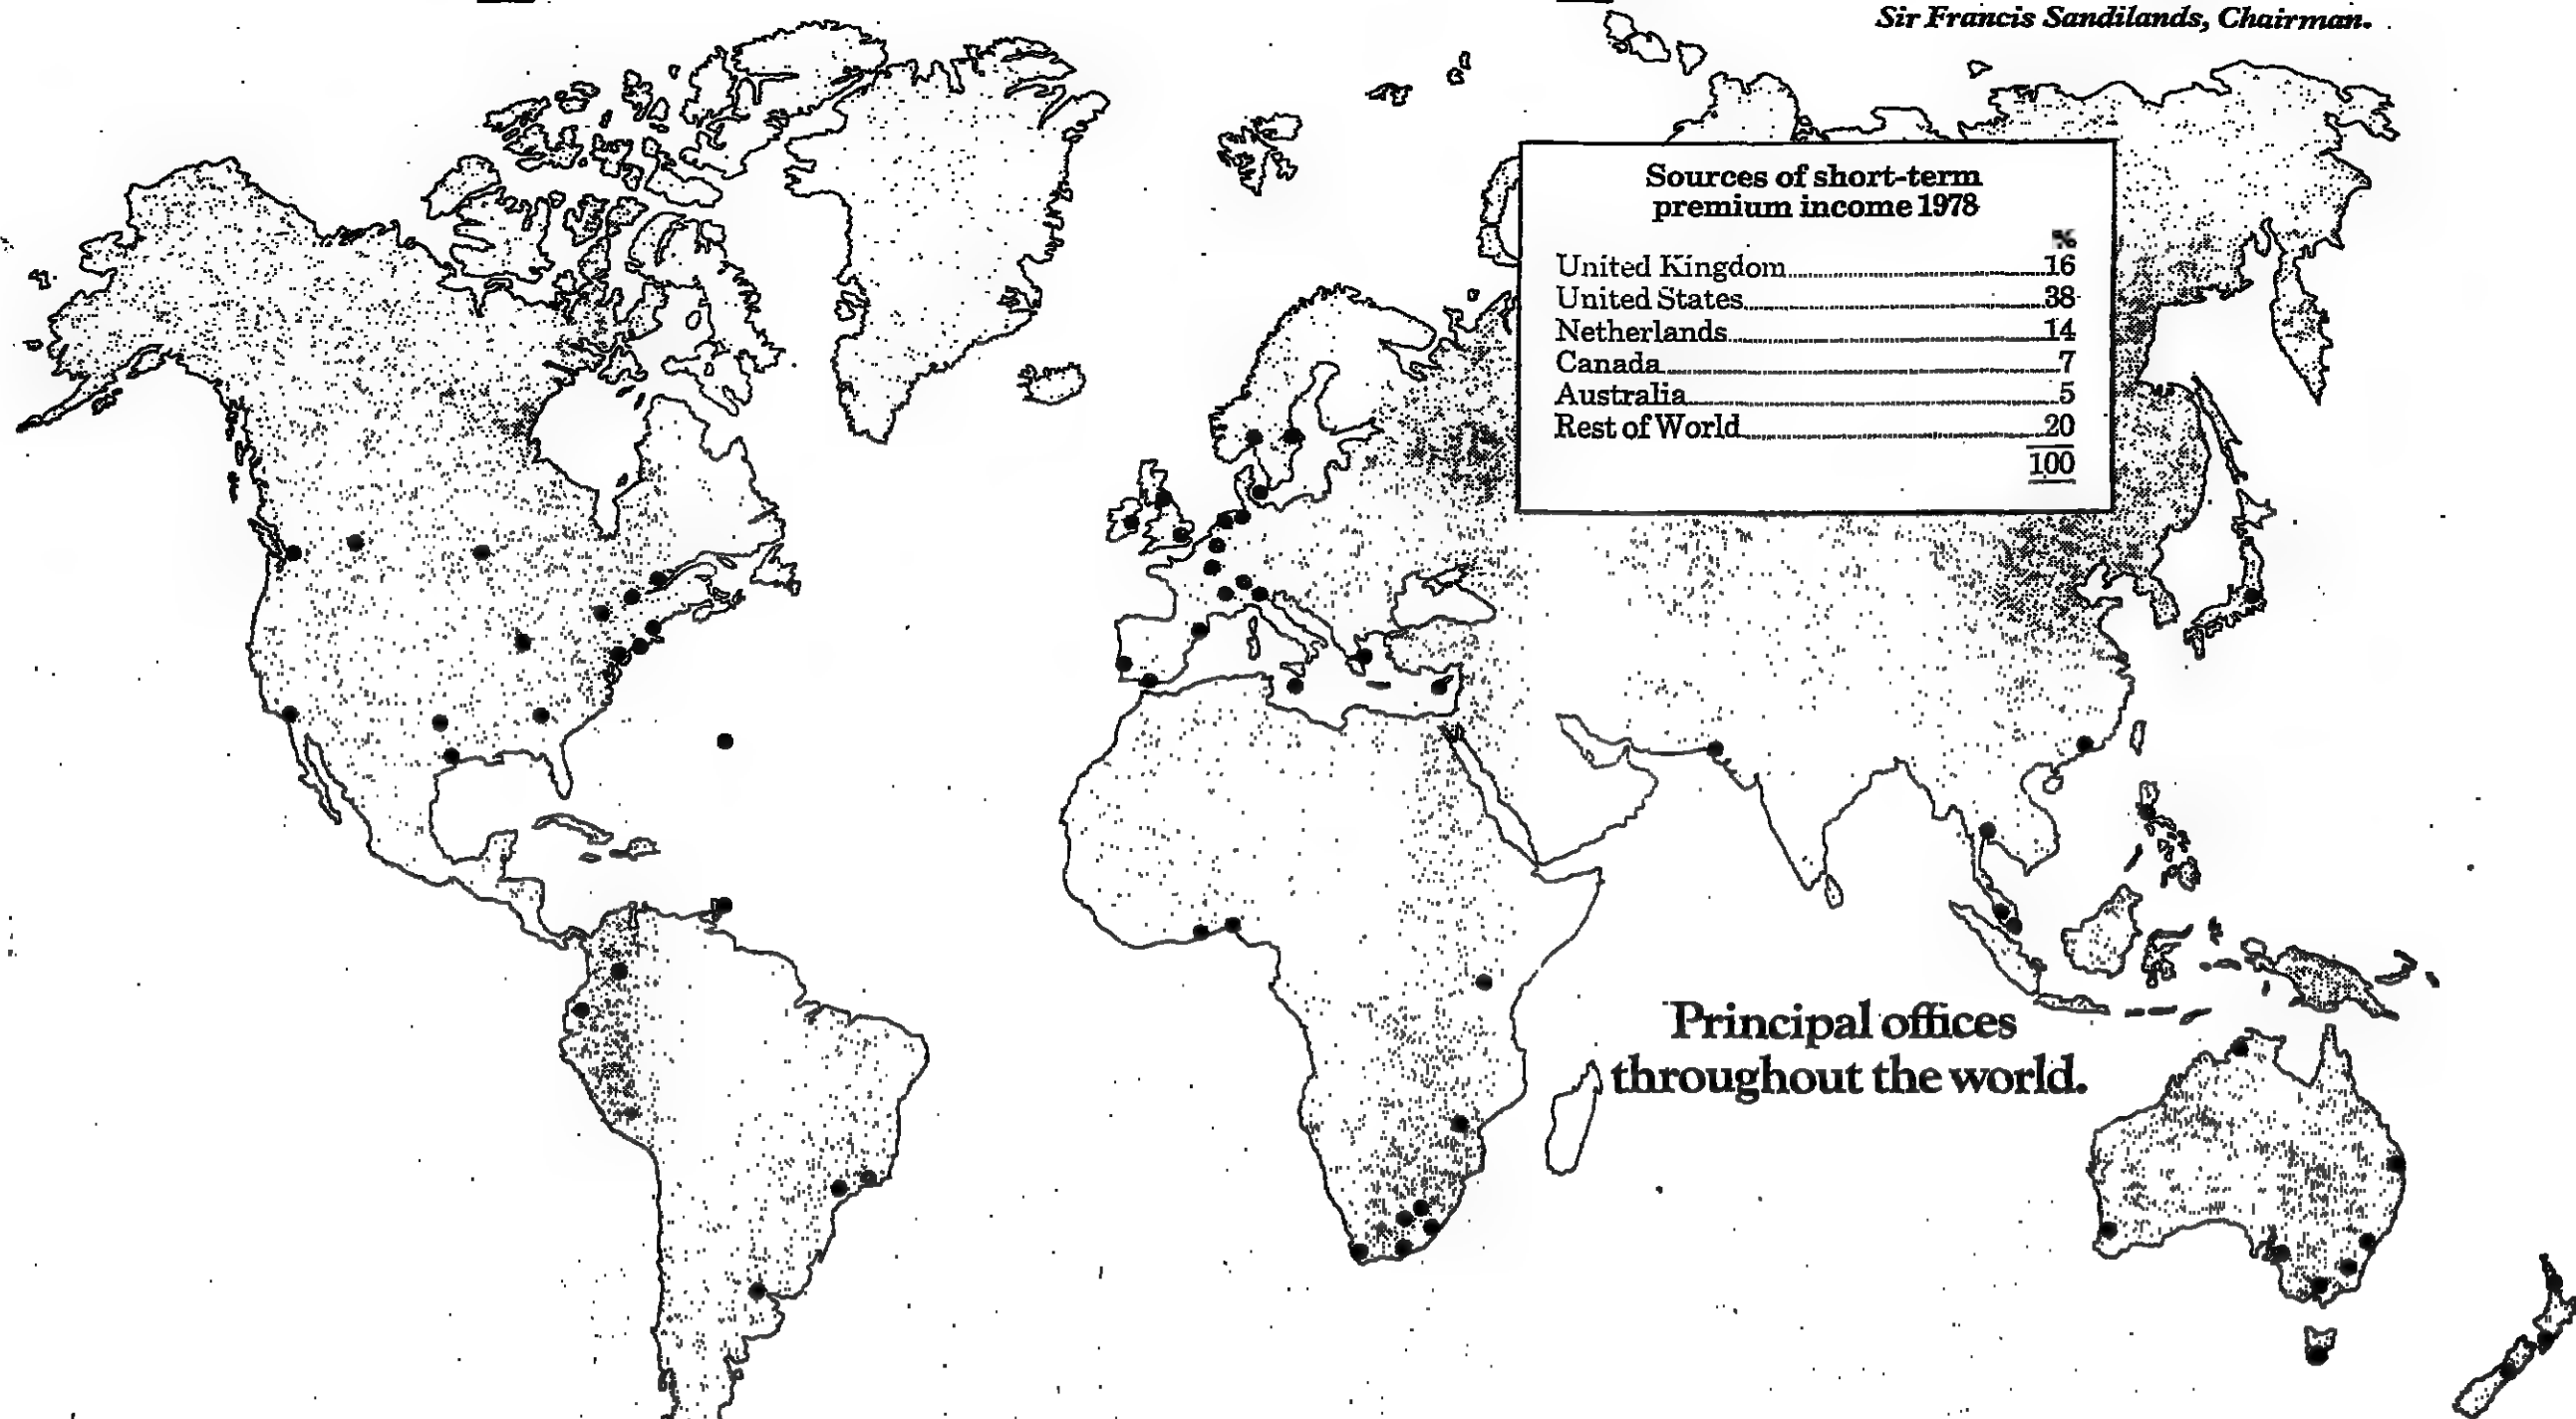 Sir Francis Sandilands, Chairman.
Sources of short-term
premium income 1978
%
United Kingdom 16
United States 38
Netherlands 14
Canada 7
Australia 5
Rest of World 20
100
Principal offices
throughout the world.